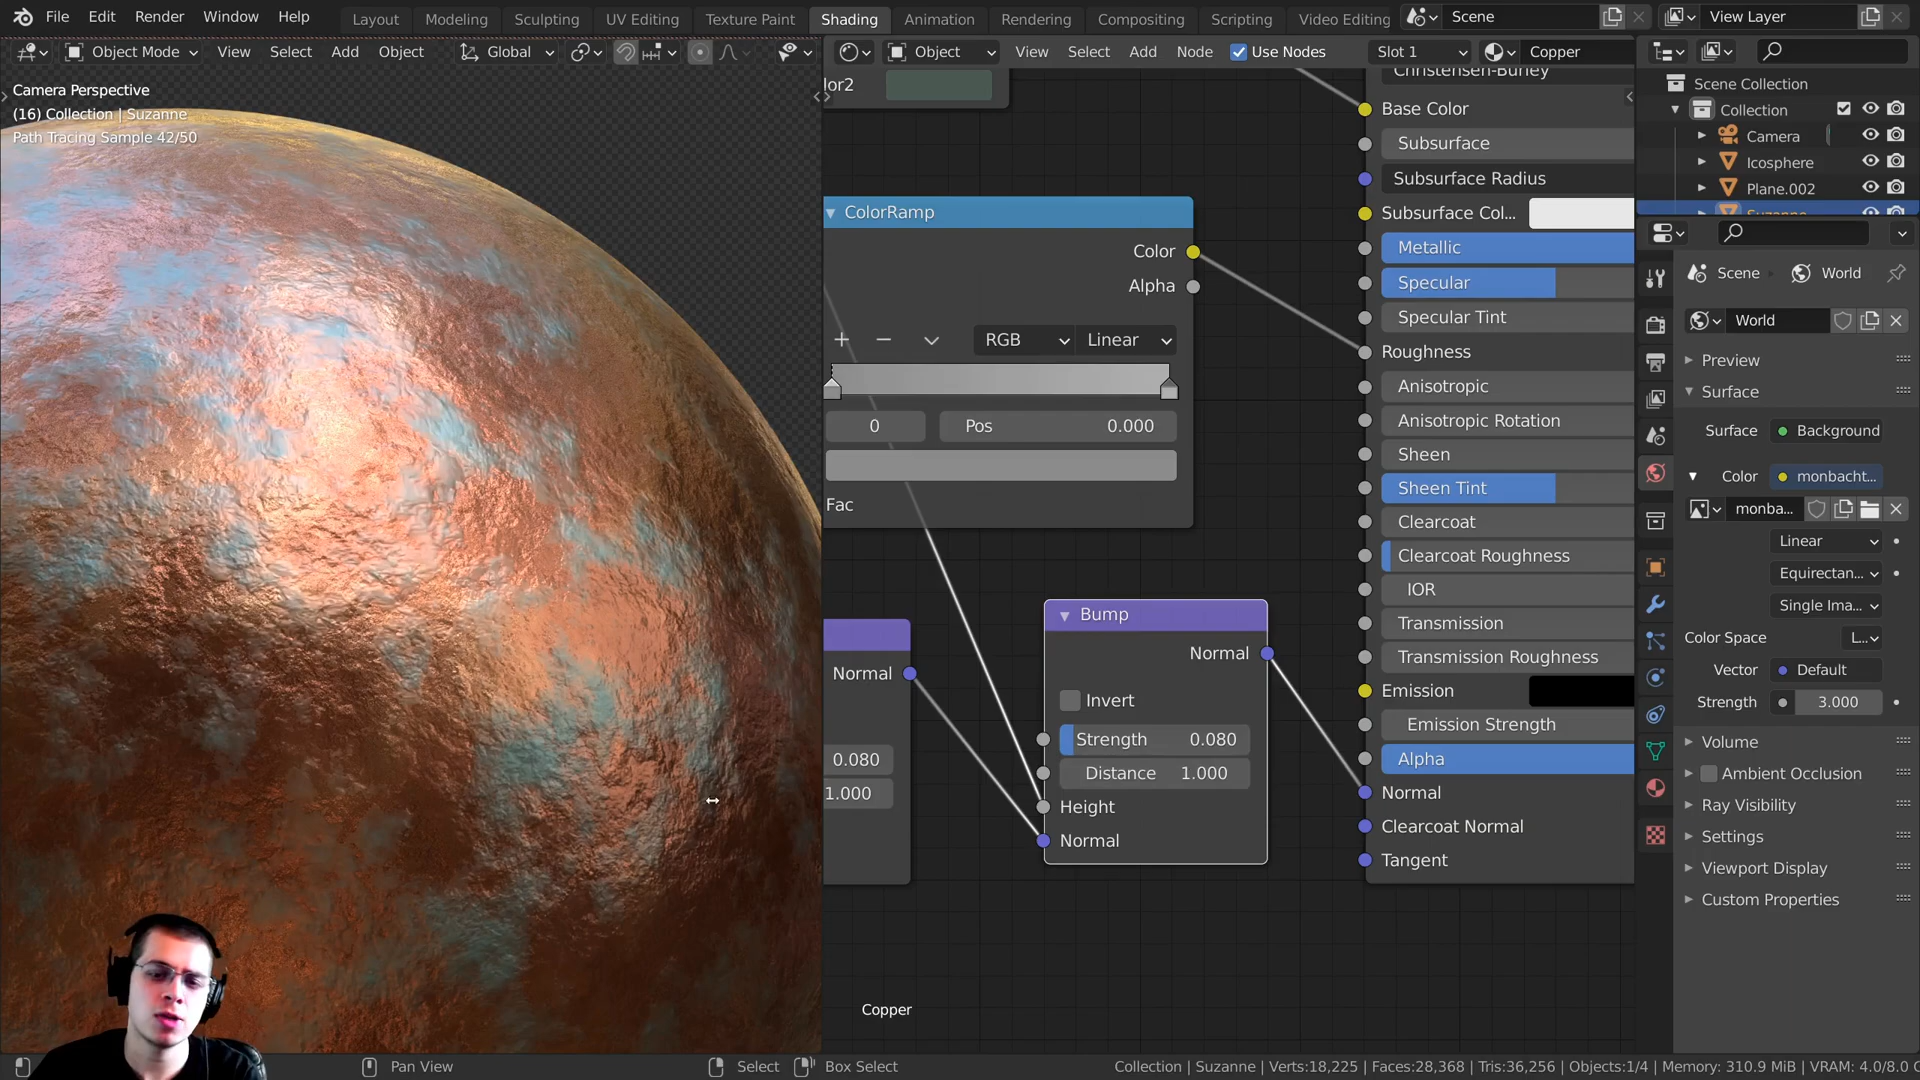 File Edit Render Window Help Layout Modeling Sculpting UV Editing Texture Paint Shading Animation Rendering Compositing Scripting Video Editing Scene View Layer
Object Mode View Select Add Object Global Object View Select Add Node Use Nodes Slot 1 Copper
Camera Perspective
(16) Collection | Suzanne
Path Tracing Sample 42/50
lor2
ColorRamp
Color
Alpha
RGB Linear
0 Pos 0.000
Fac
Normal
0.080
1.000
Bump
Normal
Invert
Strength 0.080
Distance 1.000
Height
Normal
Copper
Christensen-Burley
Base Color
Subsurface
Subsurface Radius
Subsurface Col...
Metallic
Specular
Specular Tint
Roughness
Anisotropic
Anisotropic Rotation
Sheen
Sheen Tint
Clearcoat
Clearcoat Roughness
IOR
Transmission
Transmission Roughness
Emission
Emission Strength
Alpha
Normal
Clearcoat Normal
Tangent
Scene Collection
Collection
Camera
Icosphere
Plane.002
Suzanne
Scene World
World
Preview
Surface
Surface Background
Color monbacht...
monba...
Linear
Equirectan...
Single Ima...
Color Space L...
Vector Default
Strength 3.000
Volume
Ambient Occlusion
Ray Visibility
Settings
Viewport Display
Custom Properties
Pan View Select Box Select Collection | Suzanne | Verts:18,225 | Faces:28,368 | Tris:36,256 | Objects:1/4 | Memory: 310.9 MiB | VRAM: 4.0/8.0